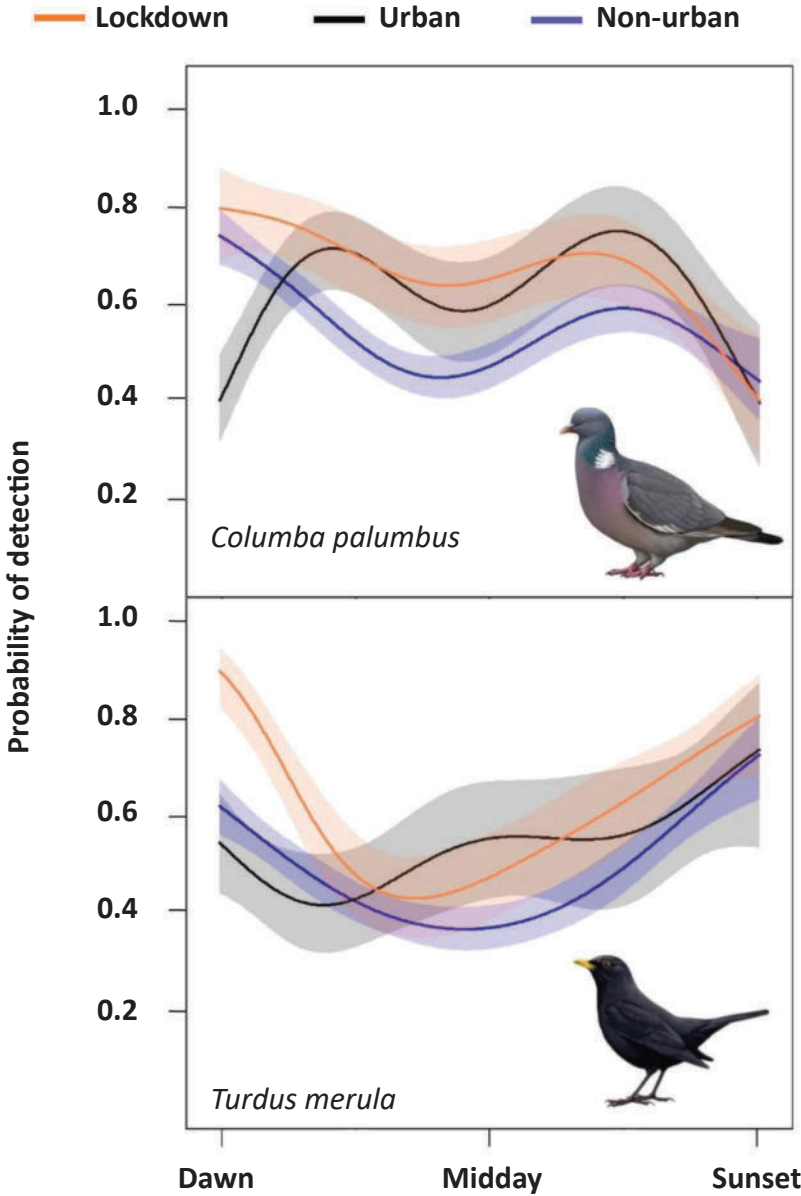 Lockdown Urban Non-urban
Probability of detection
1.0
0.8
0.6
0.4
0.2
Columba palumbus
1.0
0.8
0.6
0.4
0.2
Turdus merula
Dawn Midday Sunset